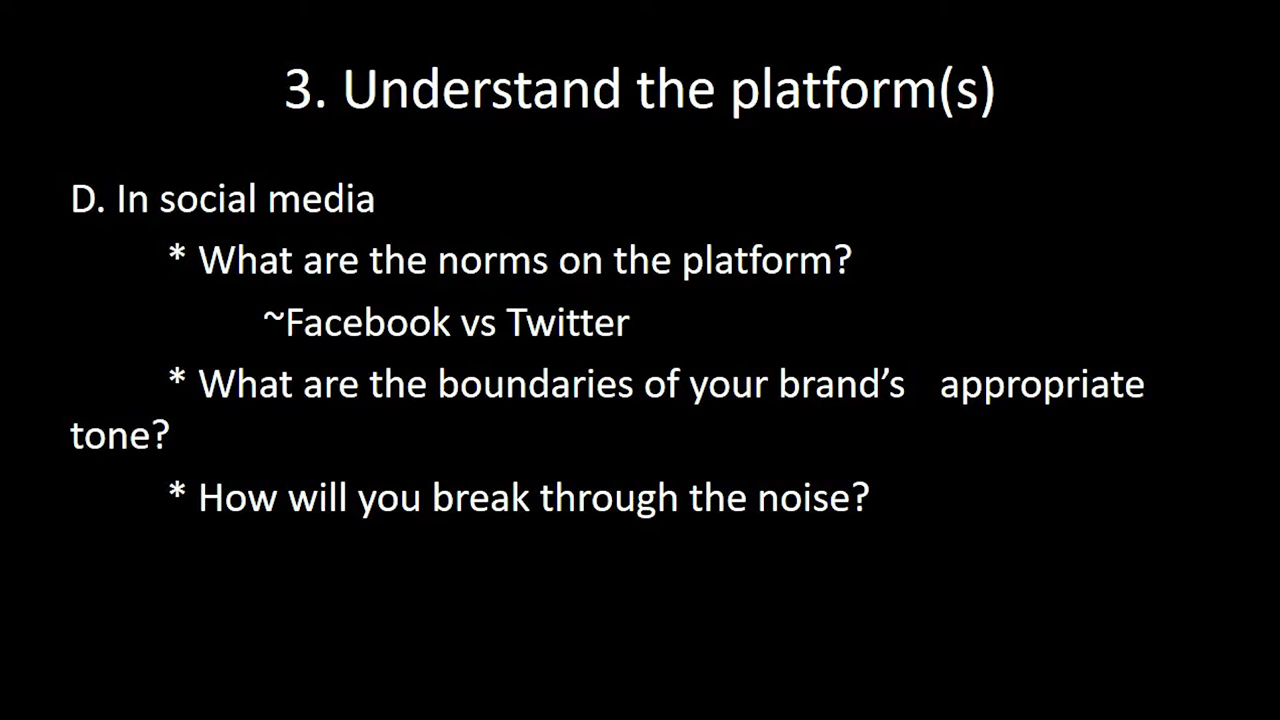 3. Understand the platform(s)
D. In social media
* What are the norms on the platform?
~Facebook vs Twitter
* What are the boundaries of your brand’s appropriate
tone?
* How will you break through the noise?